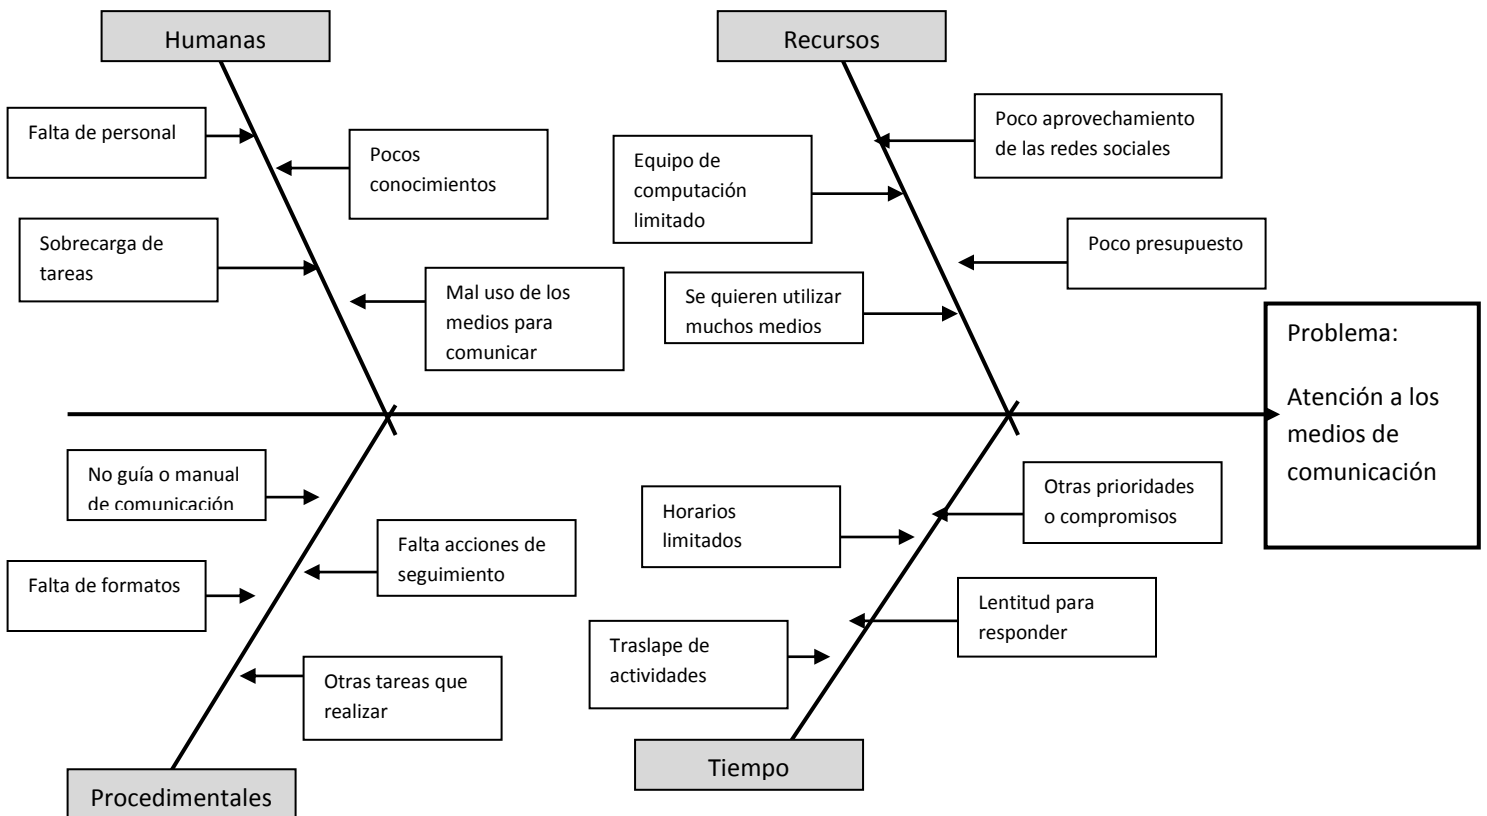 Humanas
Recursos
Falta de personal
Pocos
conocimientos
Sobrecarga de
tareas
Mal uso de los
medios para
comunicar
Poco aprovechamiento
de las redes sociales
Equipo de
computación
limitado
Poco presupuesto
Se quieren utilizar
muchos medios
Problema:
Atención a los
medios de
comunicación
No guía o manual
de comunicación
Falta acciones de
seguimiento
Falta de formatos
Otras tareas que
realizar
Procedimentales
Otras prioridades
o compromisos
Horarios
limitados
Lentitud para
responder
Traslape de
actividades
Tiempo